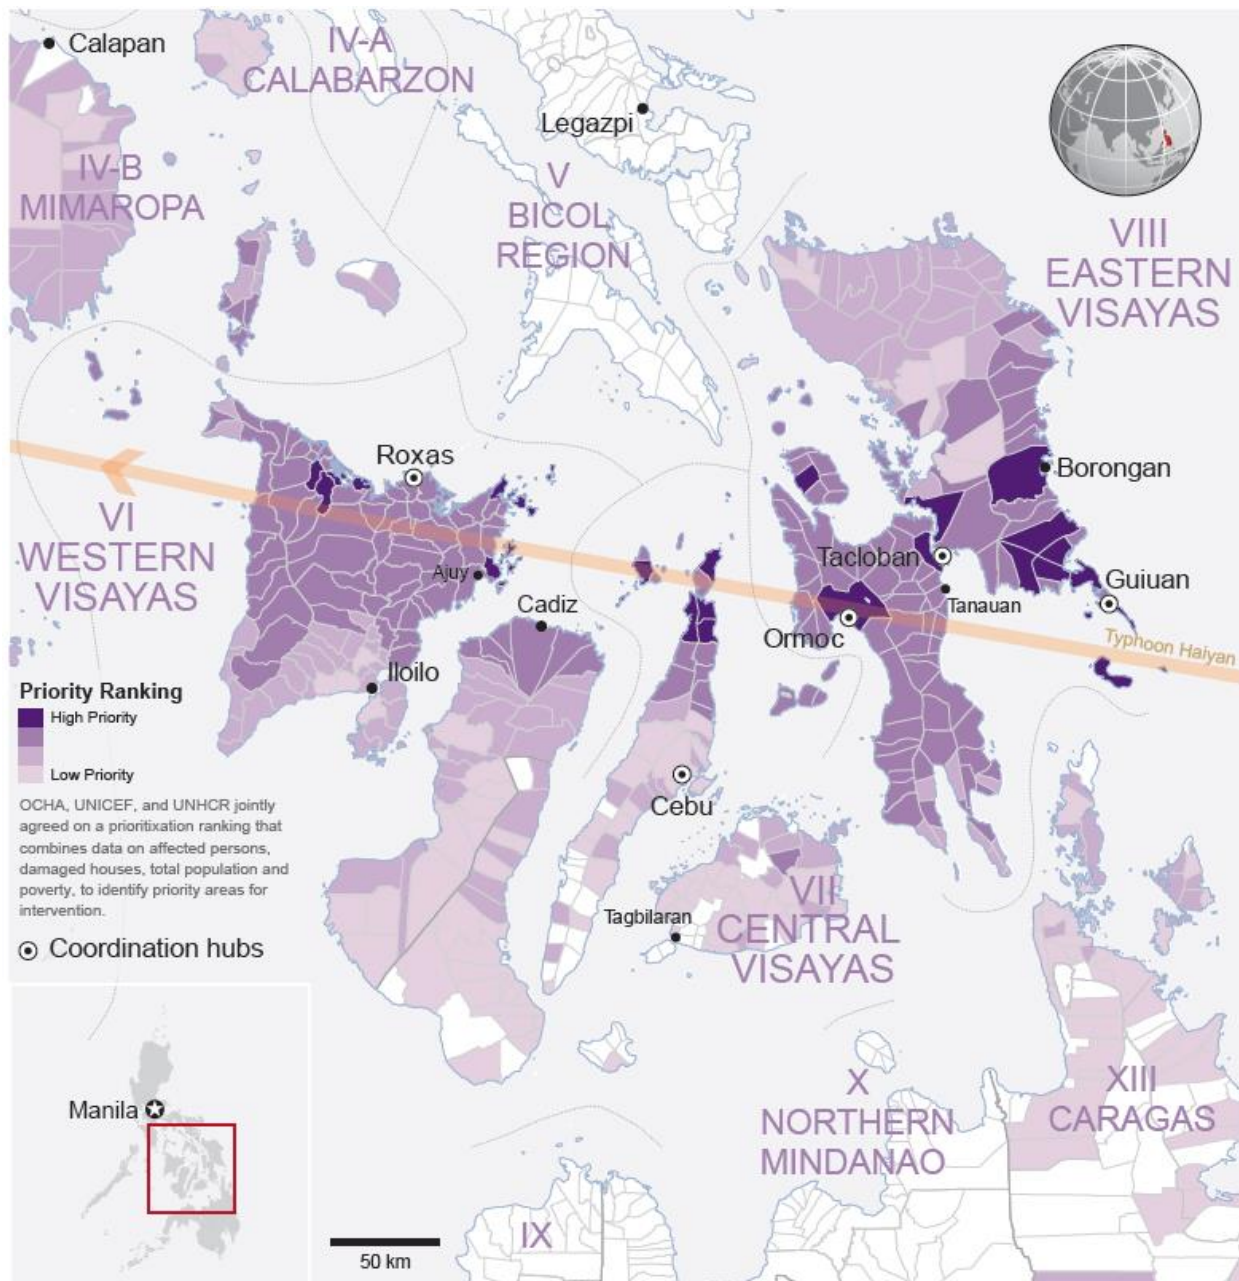 Calapan
IV-A
CALABARZON
Legazpi
IV-B
MIMAROPA
V
BICOL
REGION
VIII
EASTERN
VISAYAS
Roxas
Borongan
VI
WESTERN
VISAYAS
Ajuy
Tacloban
Guiuan
Cadiz
Tanauan
Ormoc
Typhoon Haiyan
Iloilo
Priority Ranking
High Priority
Low Priority
OCHA, UNICEF, and UNHCR jointly
agreed on a prioritixation ranking that
combines data on affected persons,
damaged houses, total population and
poverty, to identify priority areas for
intervention.
Coordination hubs
Cebu
Tagbilaran
VII
CENTRAL
VISAYAS
Manila
X
NORTHERN
MINDANAO
XIII
CARAGAS
IX
50 km